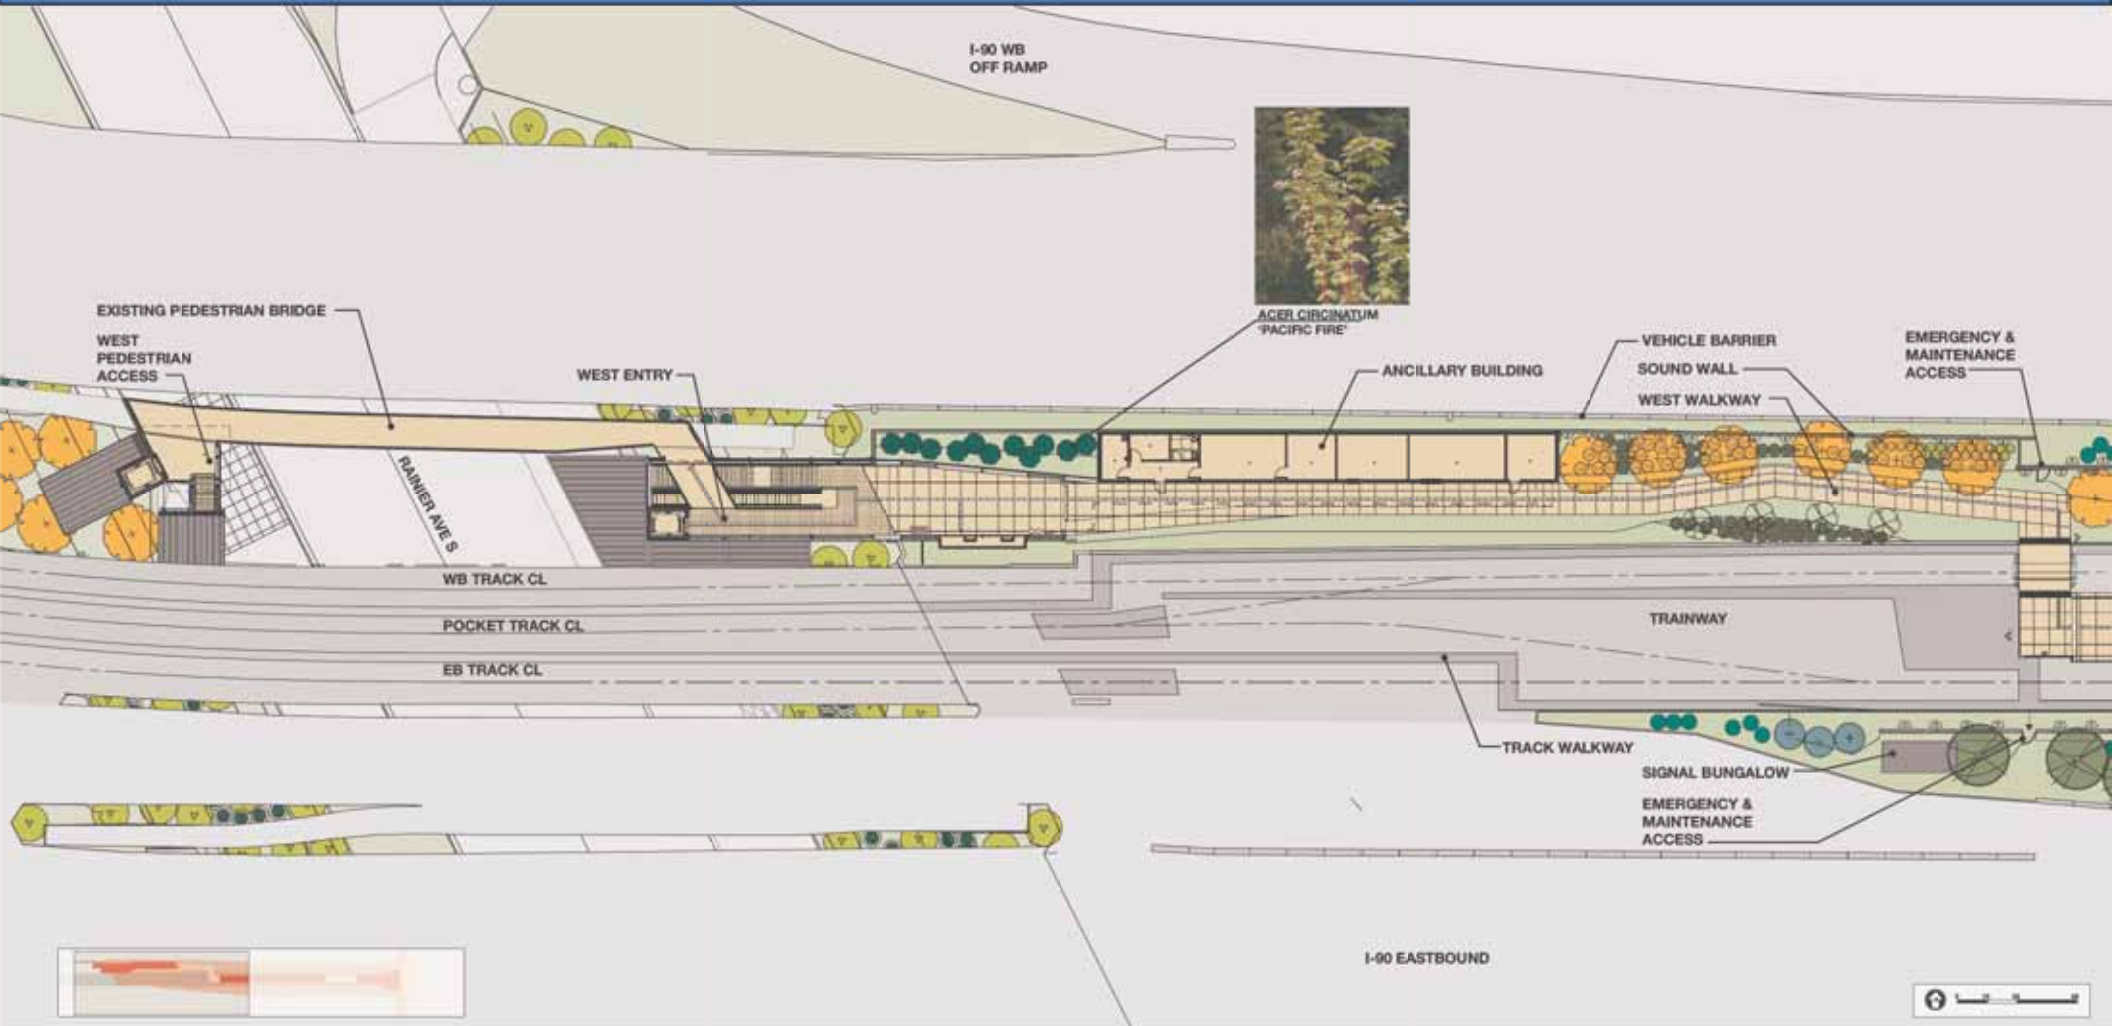 I-90 WB
OFF RAMP
ACER CIRCINATUM
'PACIFIC FIRE'
EXISTING PEDESTRIAN BRIDGE
WEST
PEDESTRIAN
ACCESS
WEST ENTRY
ANCILLARY BUILDING
VEHICLE BARRIER
SOUND WALL
WEST WALKWAY
EMERGENCY &
MAINTENANCE
ACCESS
RAINIER AVE S
WB TRACK CL
POCKET TRACK CL
EB TRACK CL
TRAINWAY
TRACK WALKWAY
SIGNAL BUNGALOW
EMERGENCY &
MAINTENANCE
ACCESS
I-90 EASTBOUND